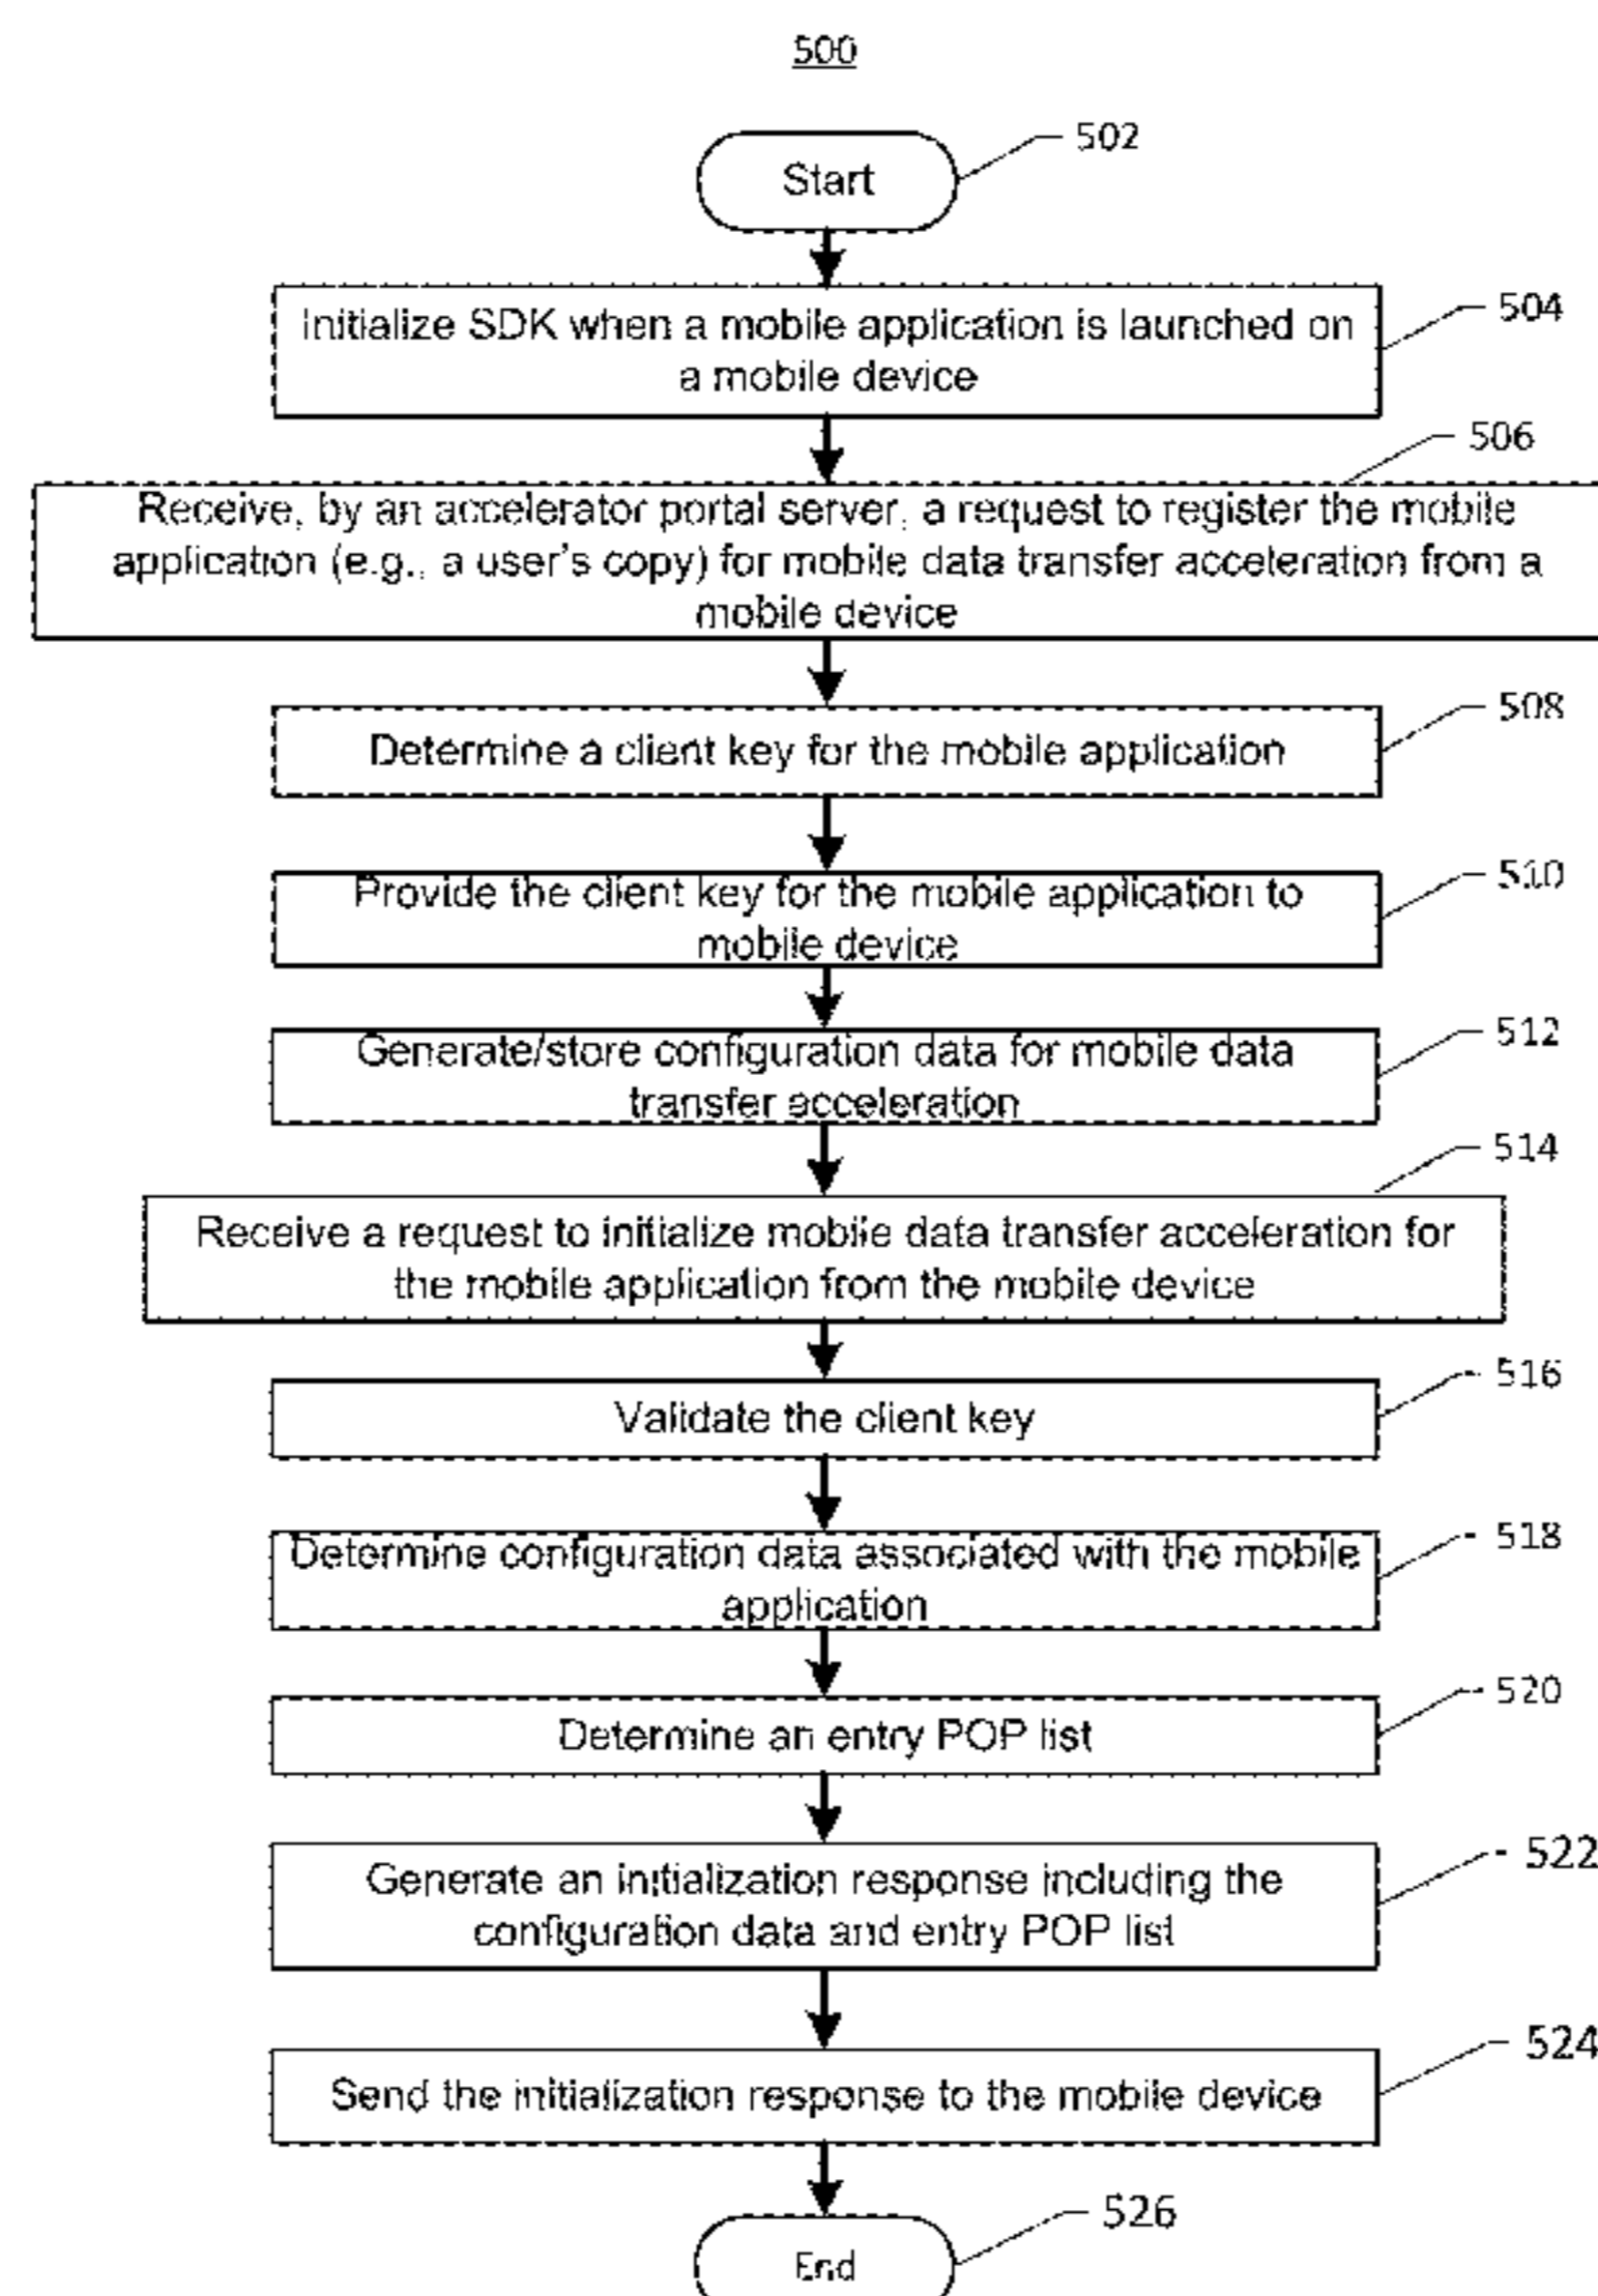 500
502
Start
504
Initialize SDK when a mobile application is launched on
a mobile device
506
Receive, by an accelerator portal server, a request to register the mobile
application (e.g., a user's copy) for mobile data transfer acceleration from a
mobile device
508
Determine a client key for the mobile application
510
Provide the client key for the mobile application to
mobile device
512
Generate/store configuration data for mobile data
transfer acceleration
514
Receive a request to initialize mobile data transfer acceleration for
the mobile application from the mobile device
516
Validate the client key
518
Determine configuration data associated with the mobile
application
520
Determine an entry POP list
522
Generate an initialization response including the
configuration data and entry POP list
524
Send the initialization response to the mobile device
526
End